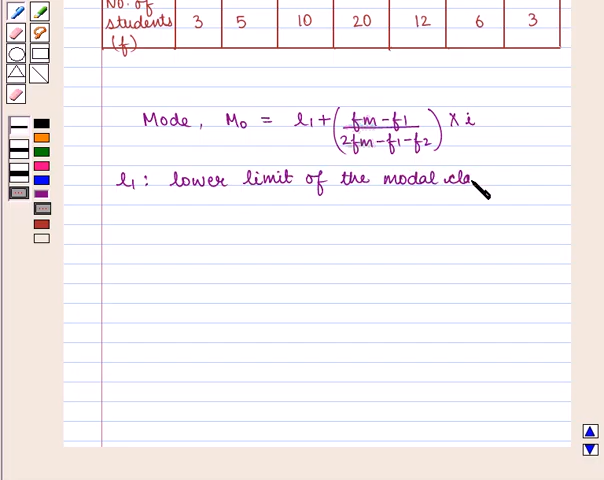 No. of
students 3 5 10 20 12 6 3
(f)
Mode, Mo = l1 + (fm - f1 / 2fm - f1 - f2) × i
l1 : lower limit of the modal cla